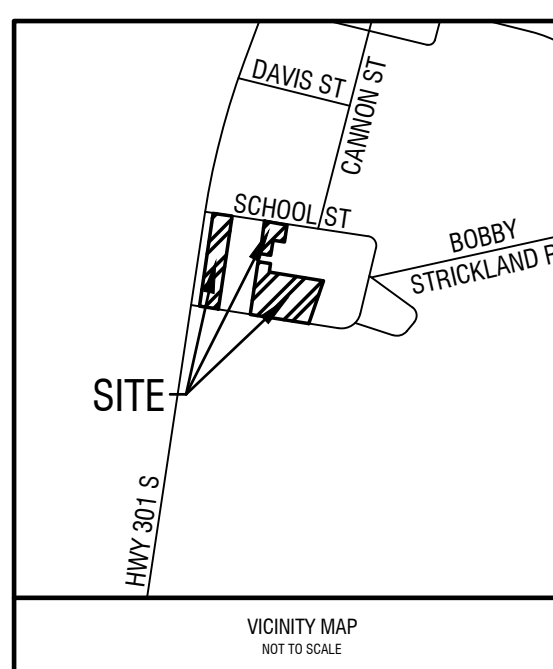 DAVIS ST
CANNON ST
SCHOOL ST
BOBBY
STRICKLAND
SITE
HWY 301 S
VICINITY MAP
NOT TO SCALE